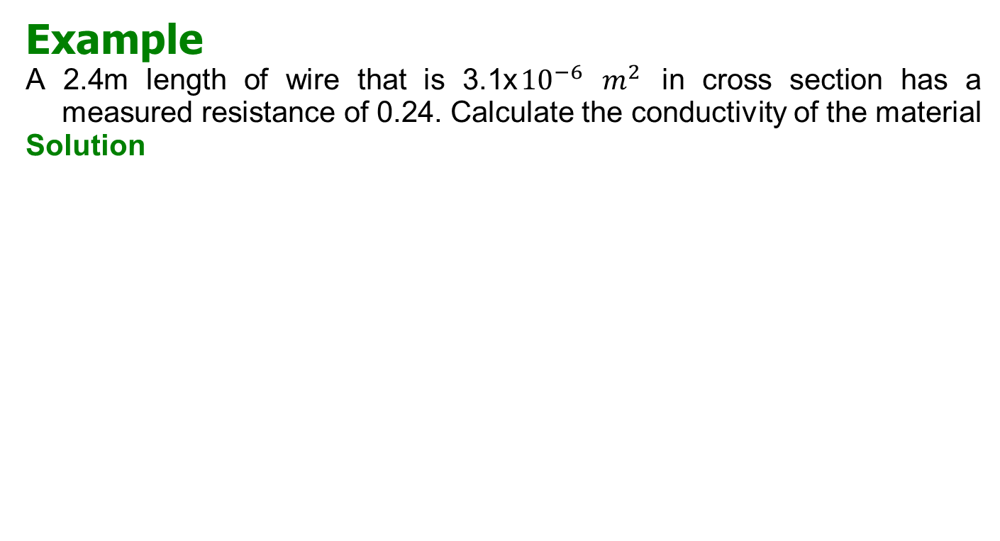 Example
A 2.4m length of wire that is 3.1x10⁻⁶ m² in cross section has a
measured resistance of 0.24. Calculate the conductivity of the material
Solution